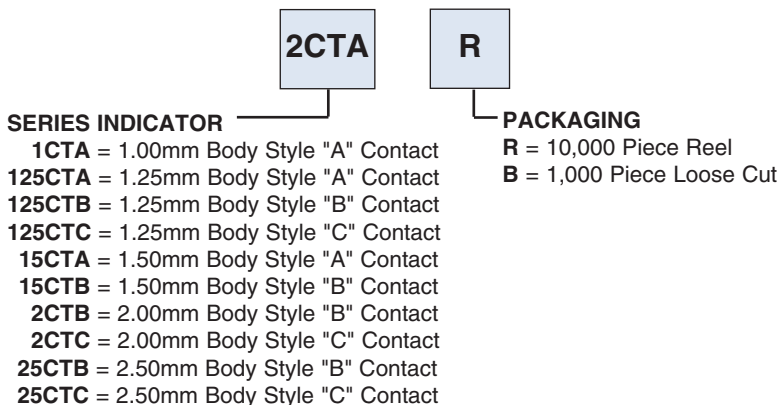 2CTA R
SERIES INDICATOR
1CTA = 1.00mm Body Style "A" Contact
125CTA = 1.25mm Body Style "A" Contact
125CTB = 1.25mm Body Style "B" Contact
125CTC = 1.25mm Body Style "C" Contact
15CTA = 1.50mm Body Style "A" Contact
15CTB = 1.50mm Body Style "B" Contact
2CTB = 2.00mm Body Style "B" Contact
2CTC = 2.00mm Body Style "C" Contact
25CTB = 2.50mm Body Style "B" Contact
25CTC = 2.50mm Body Style "C" Contact
PACKAGING
R = 10,000 Piece Reel
B = 1,000 Piece Loose Cut